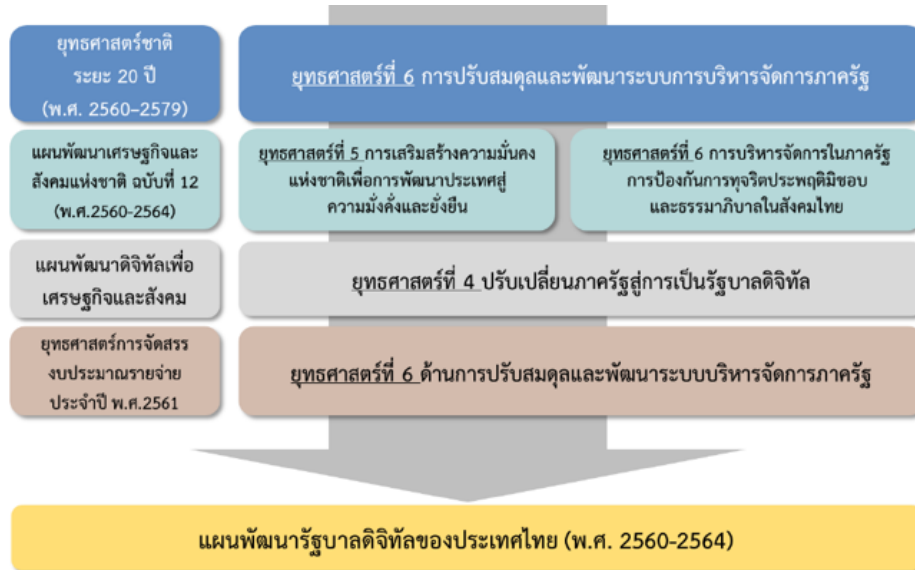 ยุทธศาสตร์ชาติ
ระยะ 20 ปี
(พ.ศ. 2560–2579)
ยุทธศาสตร์ที่ 6 การปรับสมดุลและพัฒนาระบบการบริหารจัดการภาครัฐ
แผนพัฒนาเศรษฐกิจและ
สังคมแห่งชาติ ฉบับที่ 12
(พ.ศ.2560-2564)
ยุทธศาสตร์ที่ 5 การเสริมสร้างความมั่นคง
แห่งชาติเพื่อการพัฒนาประเทศสู่
ความมั่งคั่งและยั่งยืน
ยุทธศาสตร์ที่ 6 การบริหารจัดการในภาครัฐ
การป้องกันการทุจริตประพฤติมิชอบ
และธรรมาภิบาลในสังคมไทย
แผนพัฒนาดิจิทัลเพื่อ
เศรษฐกิจและสังคม
ยุทธศาสตร์ที่ 4 ปรับเปลี่ยนภาครัฐสู่การเป็นรัฐบาลดิจิทัล
ยุทธศาสตร์การจัดสรร
งบประมาณรายจ่าย
ประจำปี พ.ศ.2561
ยุทธศาสตร์ที่ 6 ด้านการปรับสมดุลและพัฒนาระบบบริหารจัดการภาครัฐ
แผนพัฒนารัฐบาลดิจิทัลของประเทศไทย (พ.ศ. 2560-2564)